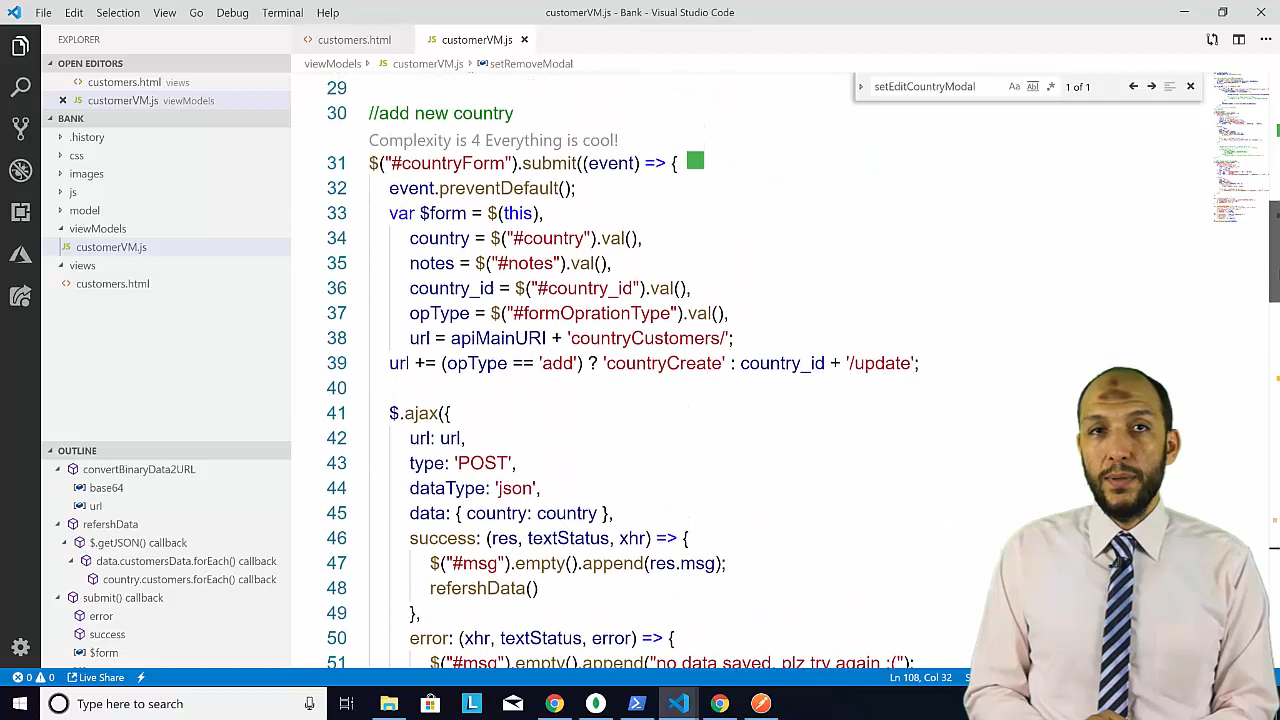 File Edit Selection View Go Debug Terminal Help
customerVM.js - Bank - Visual Studio Code
EXPLORER
OPEN EDITORS
customers.html views
customerVM.js viewModels
BANK
.history
css
images
js
model
viewModels
JS customerVM.js
views
customers.html
OUTLINE
convertBinaryData2URL
base64
url
refershData
$.getJSON() callback
data.customersData.forEach() callback
country.customers.forEach() callback
submit() callback
error
success
$form
customers.html
JS customerVM.js
viewModels JS customerVM.js setRemoveModal
setEditCountryModal Aa Abl .* 1 of 1
29
30 //add new country
Complexity is 4 Everything is cool!
31 $("#countryForm").submit((event) => {
32 event.preventDefault();
33 var $form = $(this),
34 country = $("#country").val(),
35 notes = $("#notes").val(),
36 country_id = $("#country_id").val(),
37 opType = $("#formOprationType").val(),
38 url = apiMainURI + 'countryCustomers/';
39 url += (opType == 'add') ? 'countryCreate' : country_id + '/update';
40
41 $.ajax({
42 url: url,
43 type: 'POST',
44 dataType: 'json',
45 data: { country: country },
46 success: (res, textStatus, xhr) => {
47 $("#msg").empty().append(res.msg);
48 refershData()
49 },
50 error: (xhr, textStatus, error) => {
51 $("#msg").empty().append("no data saved, plz try again :(");
0 0 Live Share
Ln 108, Col 32
Type here to search